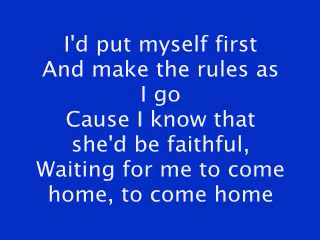 I'd put myself first
And make the rules as
I go
Cause I know that
she'd be faithful,
Waiting for me to come
home, to come home